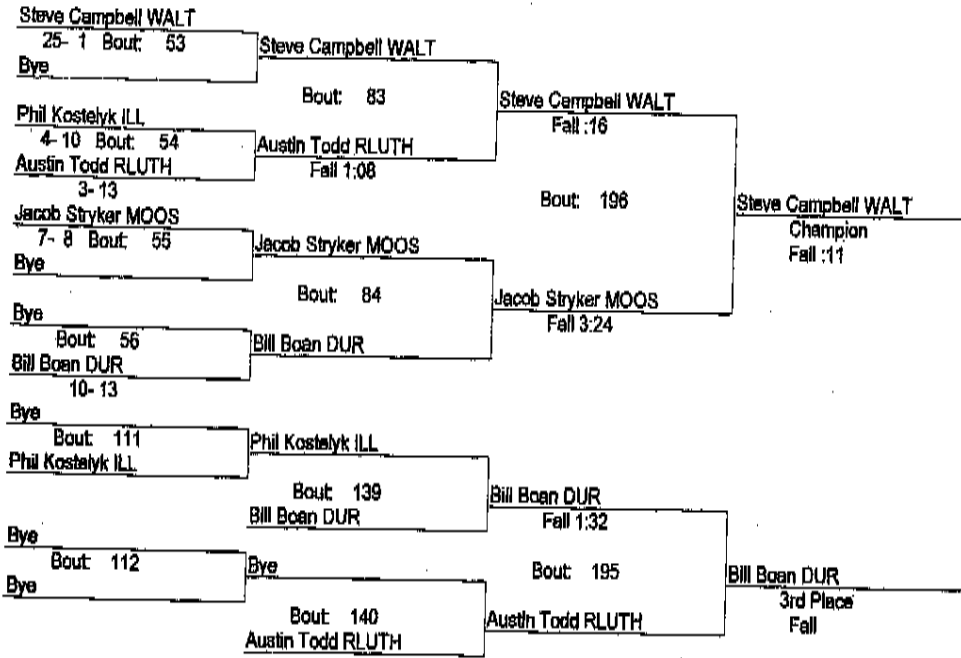 Steve Campbell WALT
25- 1 Bout: 53
Bye
Steve Campbell WALT
Bout: 83
Phil Kostelyk ILL
4- 10 Bout: 54
Austin Todd RLUTH
3- 13
Austin Todd RLUTH
Fall 1:08
Steve Campbell WALT
Fall :16
Jacob Stryker MOOS
7- 8 Bout: 55
Bye
Jacob Stryker MOOS
Bout: 84
Bye
Bout: 56
Bill Boan DUR
10- 13
Bill Boan DUR
Jacob Stryker MOOS
Fall 3:24
Bout: 196
Steve Campbell WALT
Champion
Fall :11
Bye
Bout: 111
Phil Kostelyk ILL
Phil Kostelyk ILL
Bout: 139
Bill Boan DUR
Bill Boan DUR
Fall 1:32
Bye
Bout: 112
Bye
Bye
Bout: 140
Austin Todd RLUTH
Austin Todd RLUTH
Bout: 195
Bill Boan DUR
3rd Place
Fall